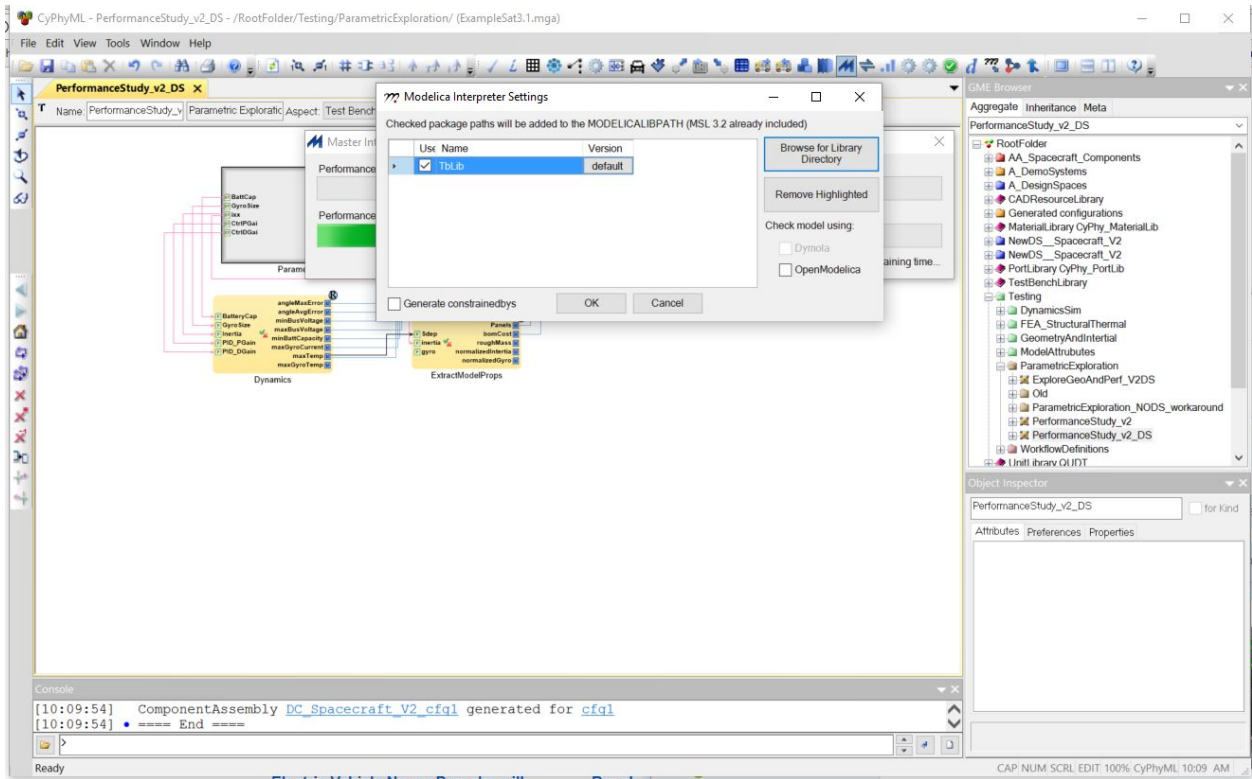 CyPhyML - PerformanceStudy_v2_DS - /RootFolder/Testing/ParametricExploration/ (ExampleSat3.1.mga)
File Edit View Tools Window Help
PerformanceStudy_v2_DS
Name: PerformanceStudy_v Parametric Exploratic Aspect: Test Bench
Master Int
Performance
Performance
aining time...
BattCap
GyroSize
Ixx
CtrlPGai
CtrlDGai
Parame
Modelica Interpreter Settings
Checked package paths will be added to the MODELICALIBPATH (MSL 3.2 already included)
Use Name Version
TbLib default
Browse for Library
Directory
Remove Highlighted
Check model using:
Dymola
OpenModelica
Generate constrainedbys OK Cancel
BatteryCap
GyroSize
Inertia
PID_PGain
PID_DGain
angleMaxError
angleAvgError
minBusVoltage
maxBusVoltage
minBattCapacity
maxGyroCurrent
maxTemp
maxGyroTemp
Dynamics
Sdep
inertia
gyro
Panels
bomCost
roughMass
normalizedIntertia
normalizedGyro
ExtractModelProps
GME Browser
Aggregate Inheritance Meta
PerformanceStudy_v2_DS
RootFolder
AA_Spacecraft_Components
A_DemoSystems
A_DesignSpaces
CADResourceLibrary
Generated configurations
MaterialLibrary CyPhy_MaterialLib
NewDS__Spacecraft_V2
NewDS__Spacecraft_V2
PortLibrary CyPhy_PortLib
TestBenchLibrary
Testing
DynamicsSim
FEA_StructuralThermal
GeometryAndIntertial
ModelAttrubutes
ParametricExploration
ExploreGeoAndPerf_V2DS
Old
ParametricExploration_NODS_workaround
PerformanceStudy_v2
PerformanceStudy_v2_DS
WorkflowDefinitions
UnitLibrary QUDT
Object Inspector
PerformanceStudy_v2_DS for Kind
Attributes Preferences Properties
Console
[10:09:54] ComponentAssembly DC_Spacecraft_V2_cfg1 generated for cfg1
[10:09:54] • ==== End ====
>
Ready
CAP NUM SCRL EDIT 100% CyPhyML 10:09 AM